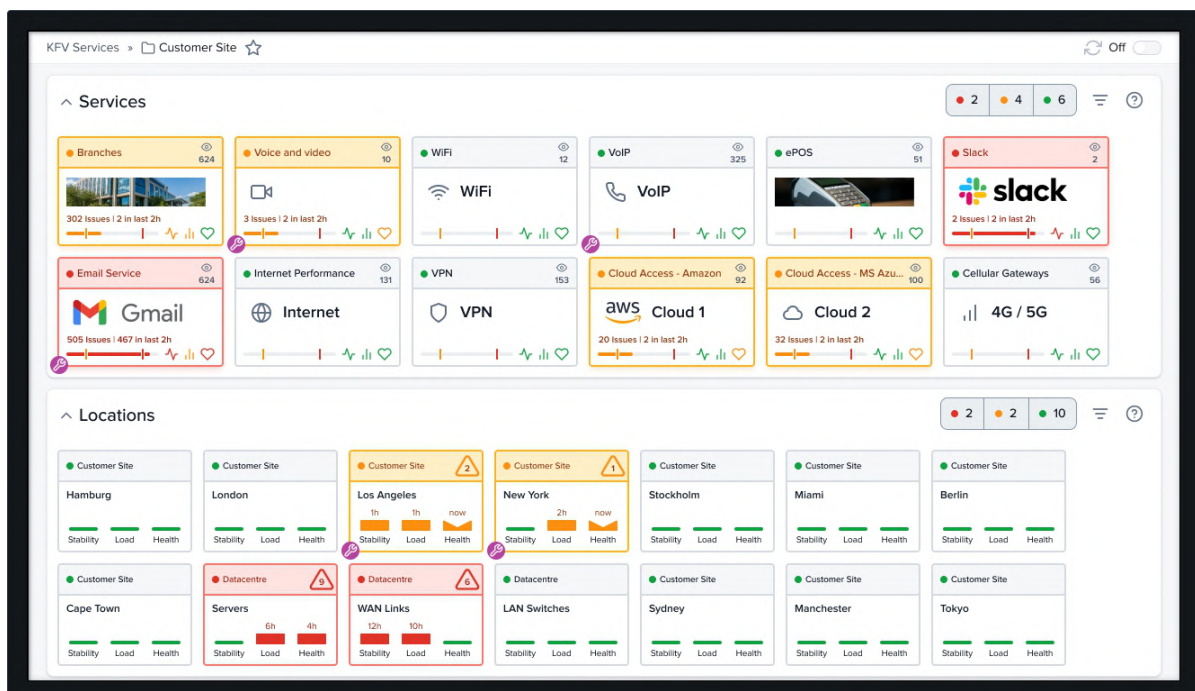 KFV Services » Customer Site
Off
Services
2 4 6
Branches 624
302 Issues | 2 in last 2h
Voice and video 10
3 Issues | 2 in last 2h
WiFi 12
WiFi
VoIP 325
VoIP
ePOS 51
Slack 2
slack
2 Issues | 2 in last 2h
Email Service 624
Gmail
505 Issues | 467 in last 2h
Internet Performance 131
Internet
VPN 153
VPN
Cloud Access - Amazon 92
aws Cloud 1
20 Issues | 2 in last 2h
Cloud Access - MS Azu... 100
Cloud 2
32 Issues | 2 in last 2h
Cellular Gateways 56
4G / 5G
Locations
2 2 10
Customer Site
Hamburg
Stability Load Health
Customer Site
London
Stability Load Health
Customer Site 2
Los Angeles
1h 1h now
Stability Load Health
Customer Site 1
New York
2h now
Stability Load Health
Customer Site
Stockholm
Stability Load Health
Customer Site
Miami
Stability Load Health
Customer Site
Berlin
Stability Load Health
Customer Site
Cape Town
Stability Load Health
Datacentre 9
Servers
6h 4h
Stability Load Health
Datacentre 6
WAN Links
12h 10h
Stability Load Health
Datacentre
LAN Switches
Stability Load Health
Customer Site
Sydney
Stability Load Health
Customer Site
Manchester
Stability Load Health
Customer Site
Tokyo
Stability Load Health